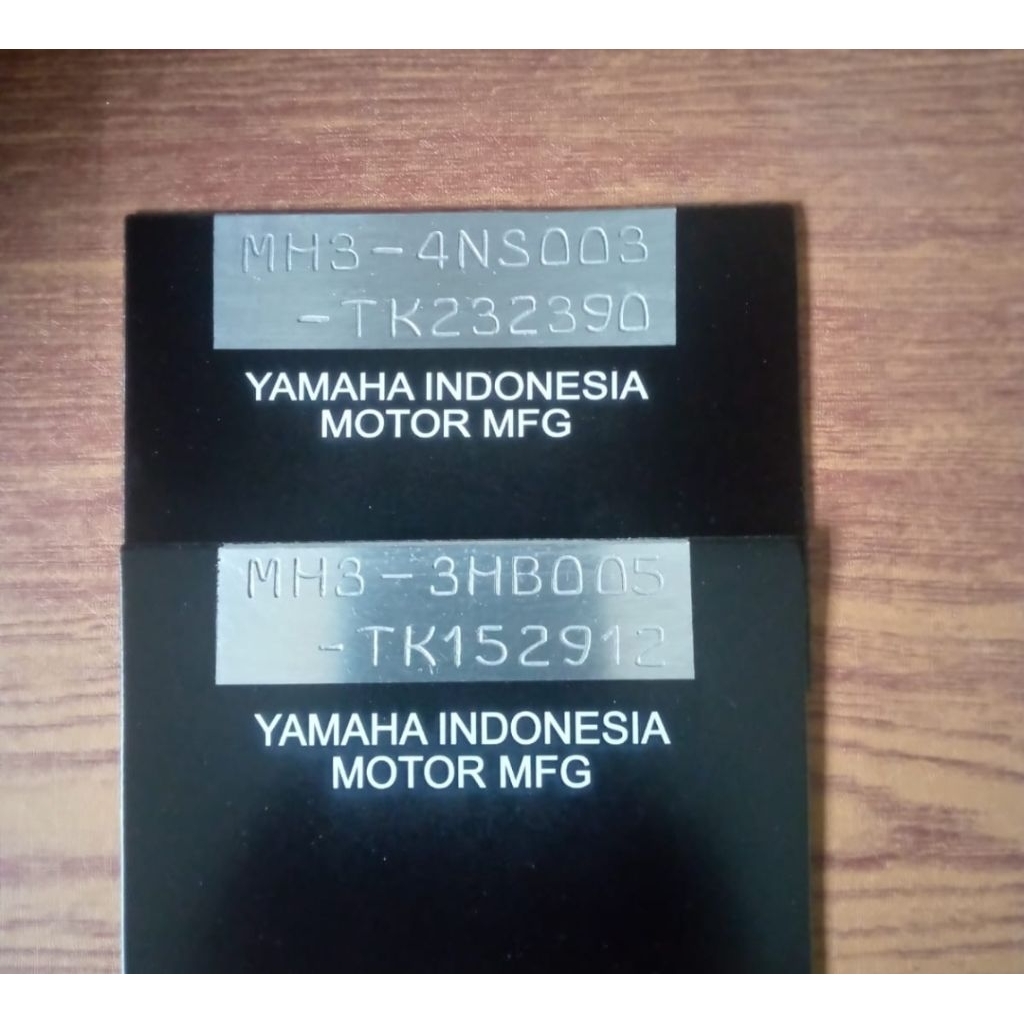 MH3-4NS003
-TK232390
YAMAHA INDONESIA
MOTOR MFG
MH3-3HB005
-TK152912
YAMAHA INDONESIA
MOTOR MFG